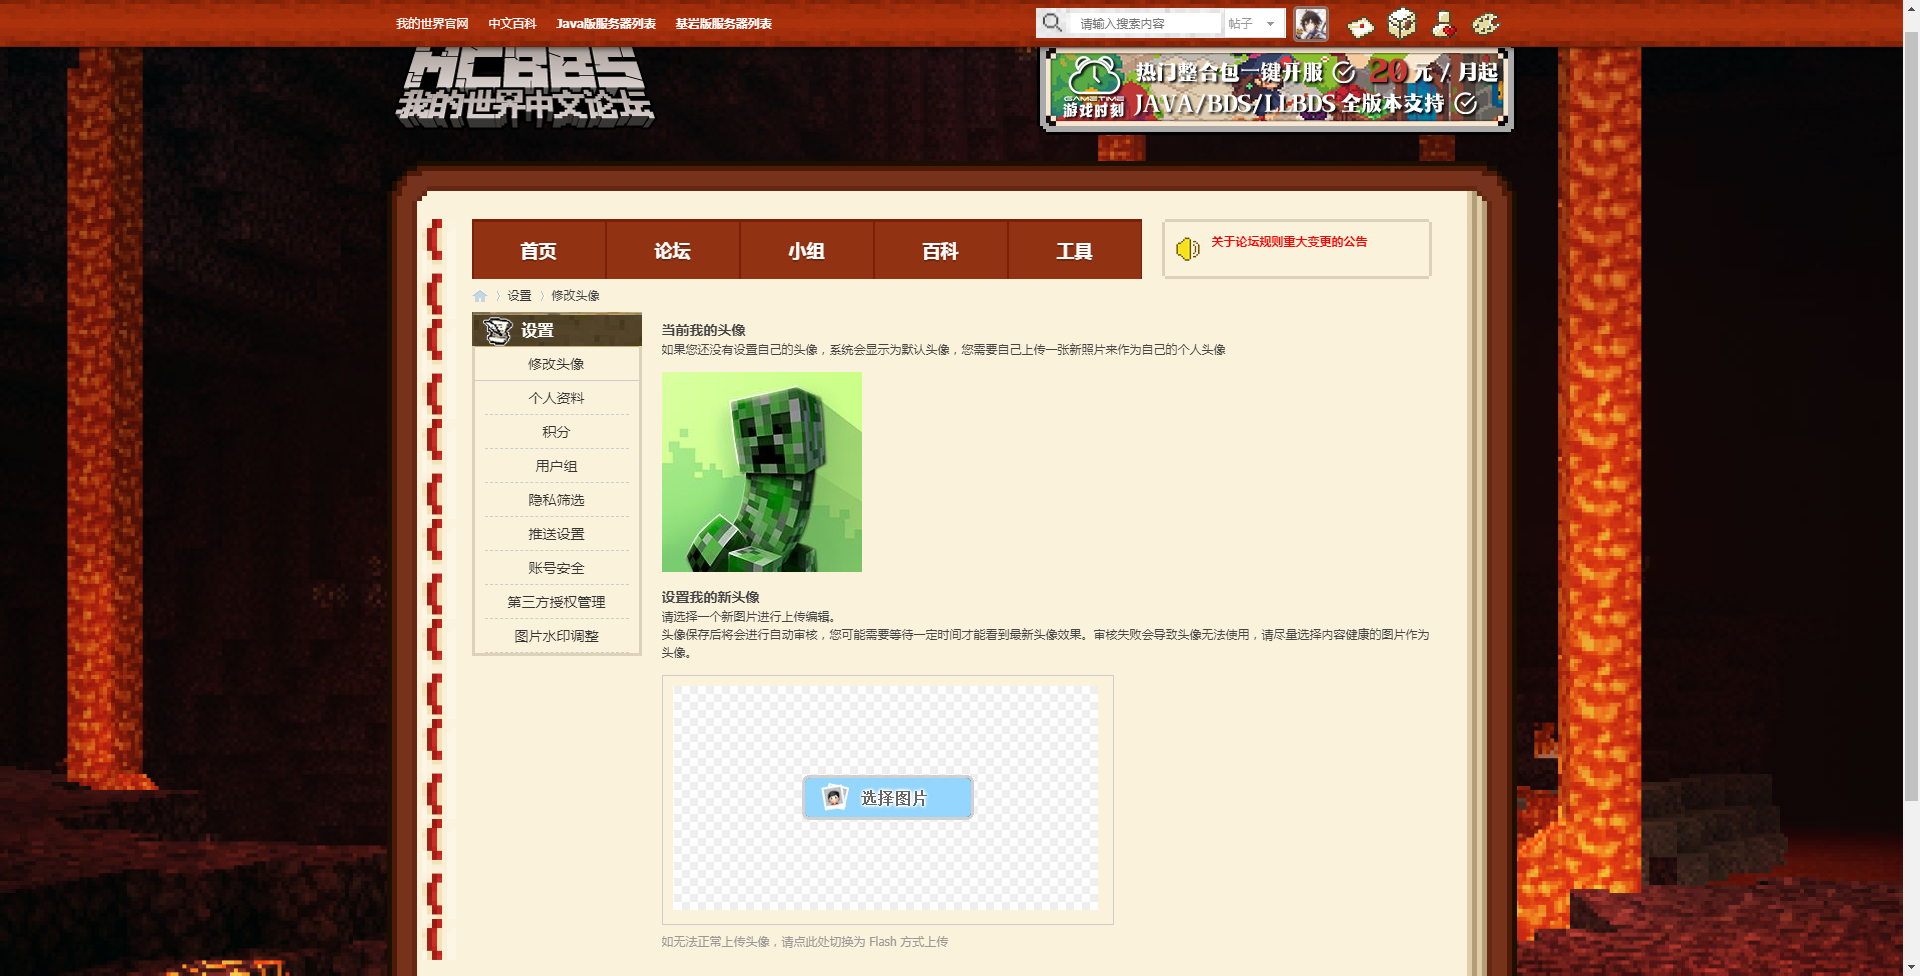 我的世界官网 中文百科 Java版服务器列表 基岩版服务器列表
请输入搜索内容 帖子
MCBBS
我的世界中文论坛
热门整合包一键开服 20元/月起
GAMETIME
游戏时刻
JAVA/BDS/LLBDS 全版本支持
首页 论坛 小组 百科 工具
关于论坛规则重大变更的公告
设置 修改头像
设置
修改头像
个人资料
积分
用户组
隐私筛选
推送设置
账号安全
第三方授权管理
图片水印调整
当前我的头像
如果您还没有设置自己的头像，系统会显示为默认头像，您需要自己上传一张新照片来作为自己的个人头像
设置我的新头像
请选择一个新图片进行上传编辑。
头像保存后将会进行自动审核，您可能需要等待一定时间才能看到最新头像效果。审核失败会导致头像无法使用，请尽量选择内容健康的图片作为
头像。
选择图片
如无法正常上传头像，请点此处切换为 Flash 方式上传